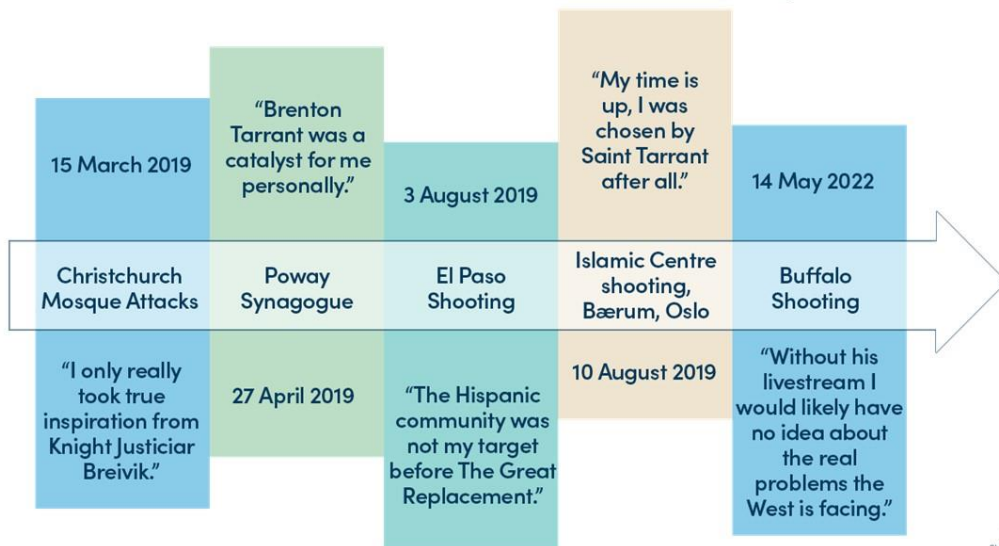 15 March 2019
Christchurch
Mosque Attacks
“I only really
took true
inspiration from
Knight Justiciar
Breivik.”
“Brenton
Tarrant was a
catalyst for me
personally.”
Poway
Synagogue
27 April 2019
3 August 2019
El Paso
Shooting
“The Hispanic
community was
not my target
before The Great
Replacement.”
“My time is
up, I was
chosen by
Saint Tarrant
after all.”
Islamic Centre
shooting,
Bærum, Oslo
10 August 2019
14 May 2022
Buffalo
Shooting
“Without his
livestream I
would likely have
no idea about
the real
problems the
West is facing.”